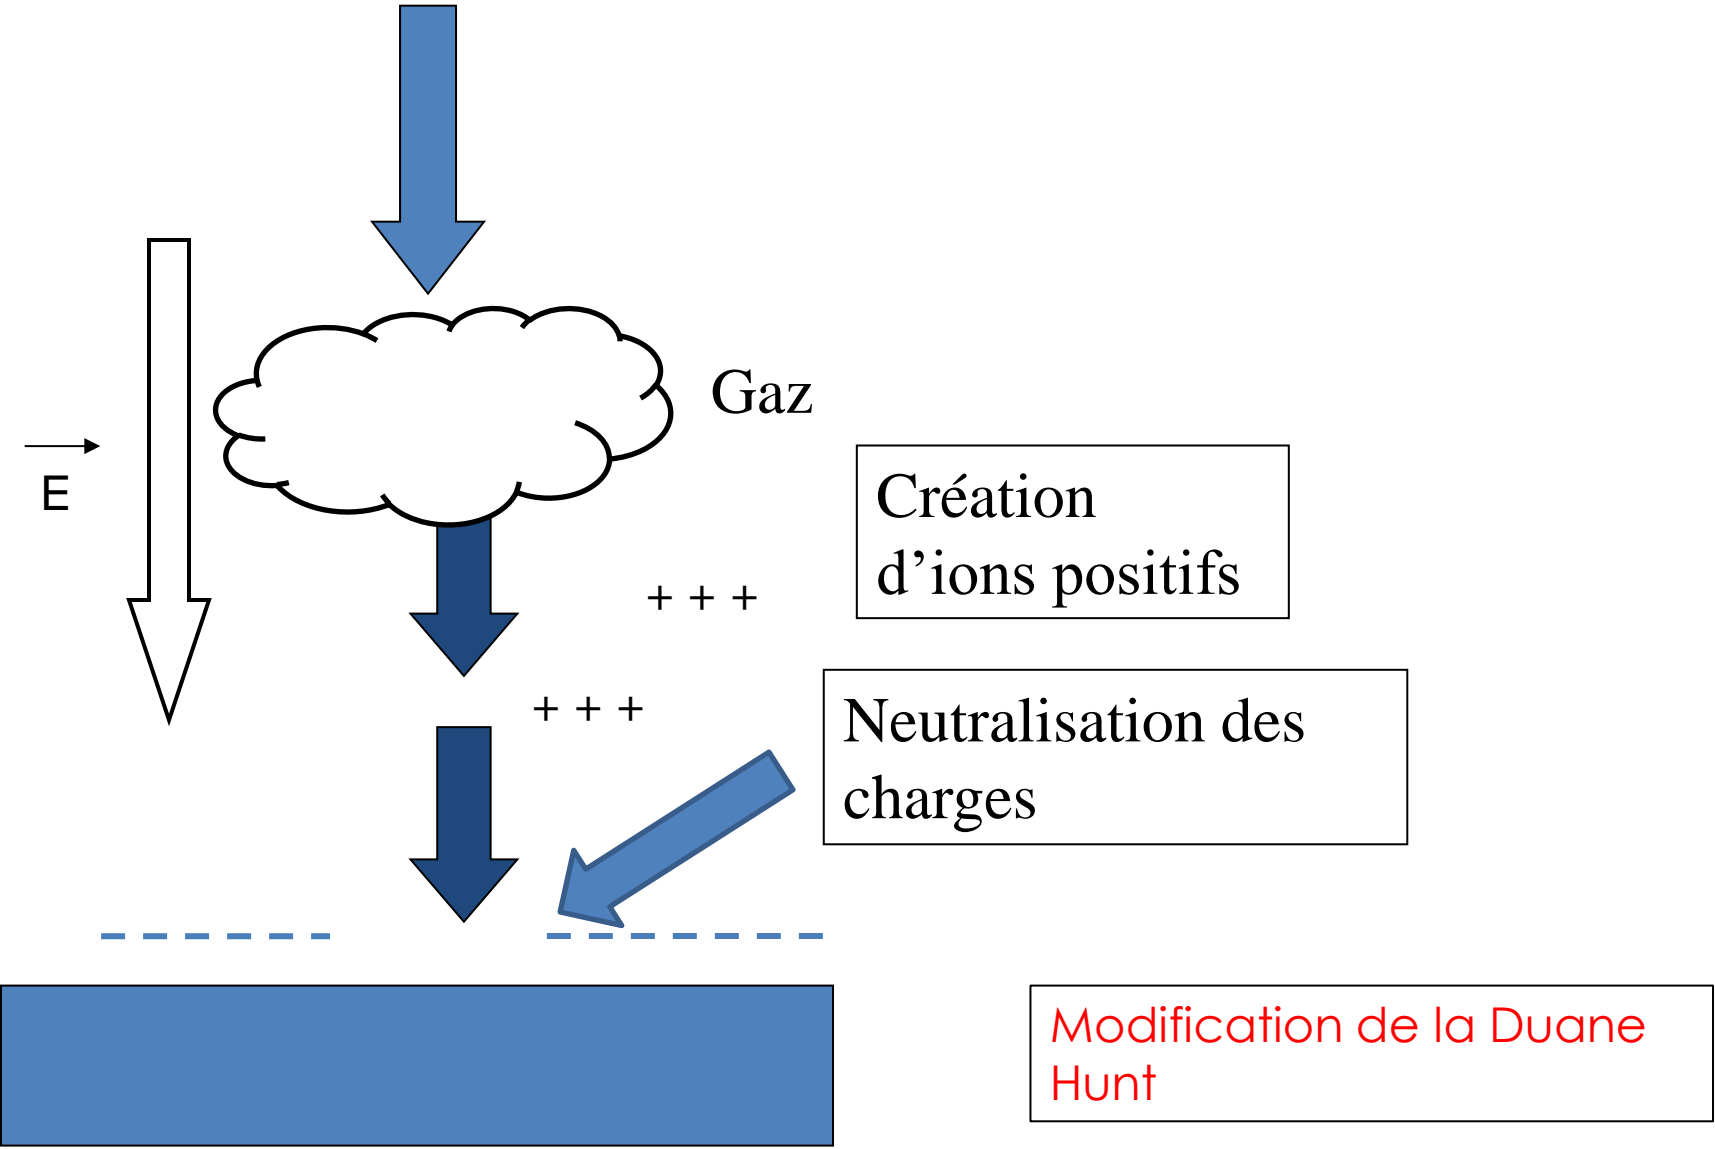 Gaz
E
Création
d’ions positifs
+ + +
+ + +
Neutralisation des
charges
Modification de la Duane
Hunt